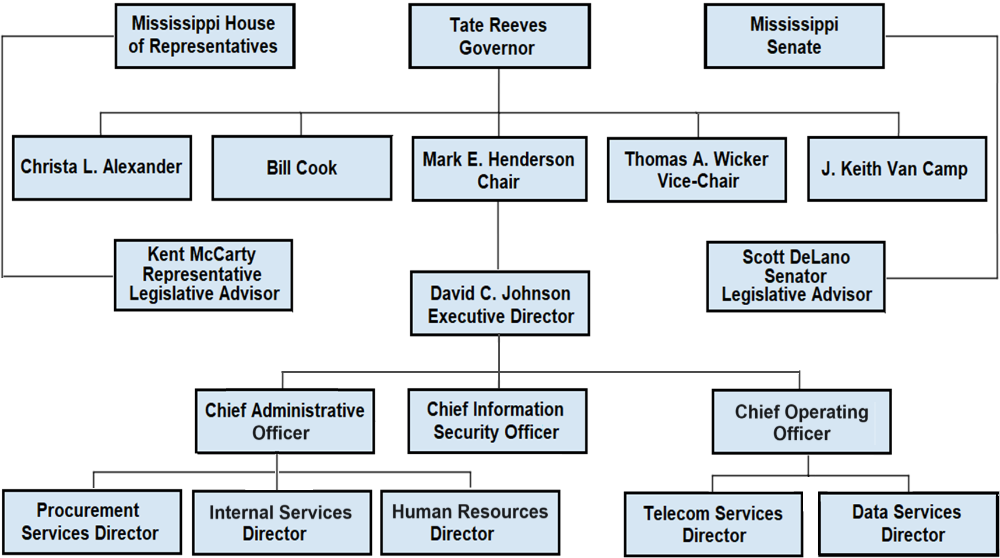 Mississippi House
of Representatives
Tate Reeves
Governor
Mississippi
Senate
Christa L. Alexander
Bill Cook
Mark E. Henderson
Chair
Thomas A. Wicker
Vice-Chair
J. Keith Van Camp
Kent McCarty
Representative
Legislative Advisor
David C. Johnson
Executive Director
Scott DeLano
Senator
Legislative Advisor
Chief Administrative
Officer
Chief Information
Security Officer
Chief Operating
Officer
Procurement
Services Director
Internal Services
Director
Human Resources
Director
Telecom Services
Director
Data Services
Director